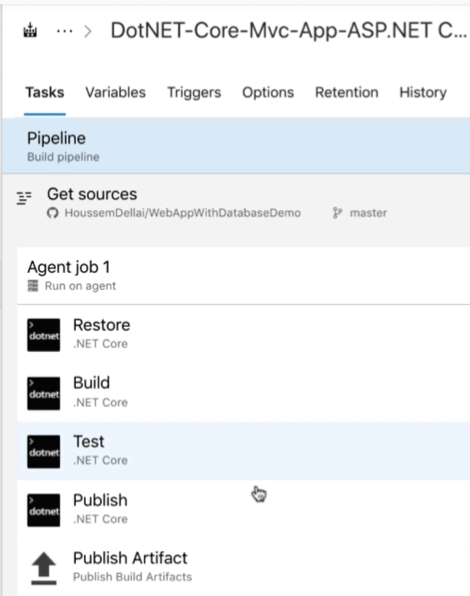 ... > DotNET-Core-Mvc-App-ASP.NET C...
Tasks Variables Triggers Options Retention History
Pipeline
Build pipeline
Get sources
HoussemDellai/WebAppWithDatabaseDemo master
Agent job 1
Run on agent
>
dotnet
Restore
.NET Core
>
dotnet
Build
.NET Core
>
dotnet
Test
.NET Core
>
dotnet
Publish
.NET Core
Publish Artifact
Publish Build Artifacts